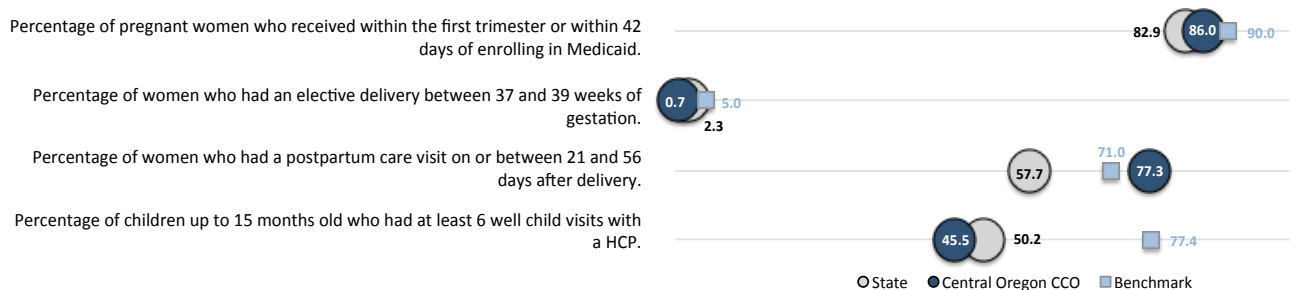 Percentage of pregnant women who received within the first trimester or within 42
days of enrolling in Medicaid.
82.9 86.0 90.0
Percentage of women who had an elective delivery between 37 and 39 weeks of
gestation.
0.7 5.0
2.3
Percentage of women who had a postpartum care visit on or between 21 and 56
days after delivery.
71.0
57.7 77.3
Percentage of children up to 15 months old who had at least 6 well child visits with
a HCP.
45.5 50.2 77.4
State Central Oregon CCO Benchmark